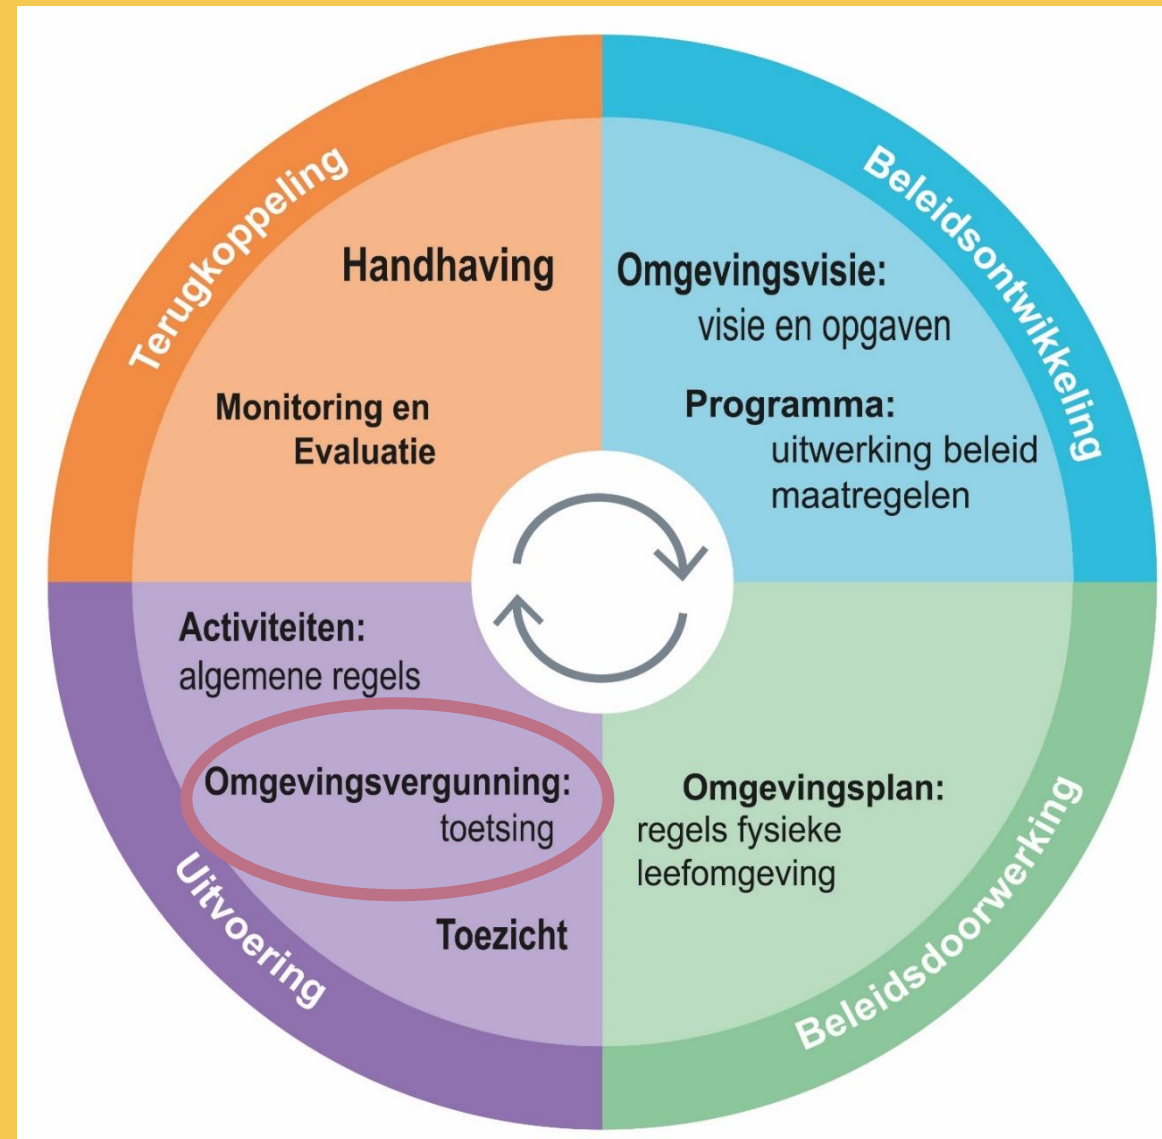 Terugkoppeling
Handhaving
Monitoring en
Evaluatie
Beleidsontwikkeling
Omgevingsvisie:
visie en opgaven
Programma:
uitwerking beleid
maatregelen
Beleidsdoorwerking
Omgevingsplan:
regels fysieke
leefomgeving
Uitvoering
Activiteiten:
algemene regels
Omgevingsvergunning:
toetsing
Toezicht